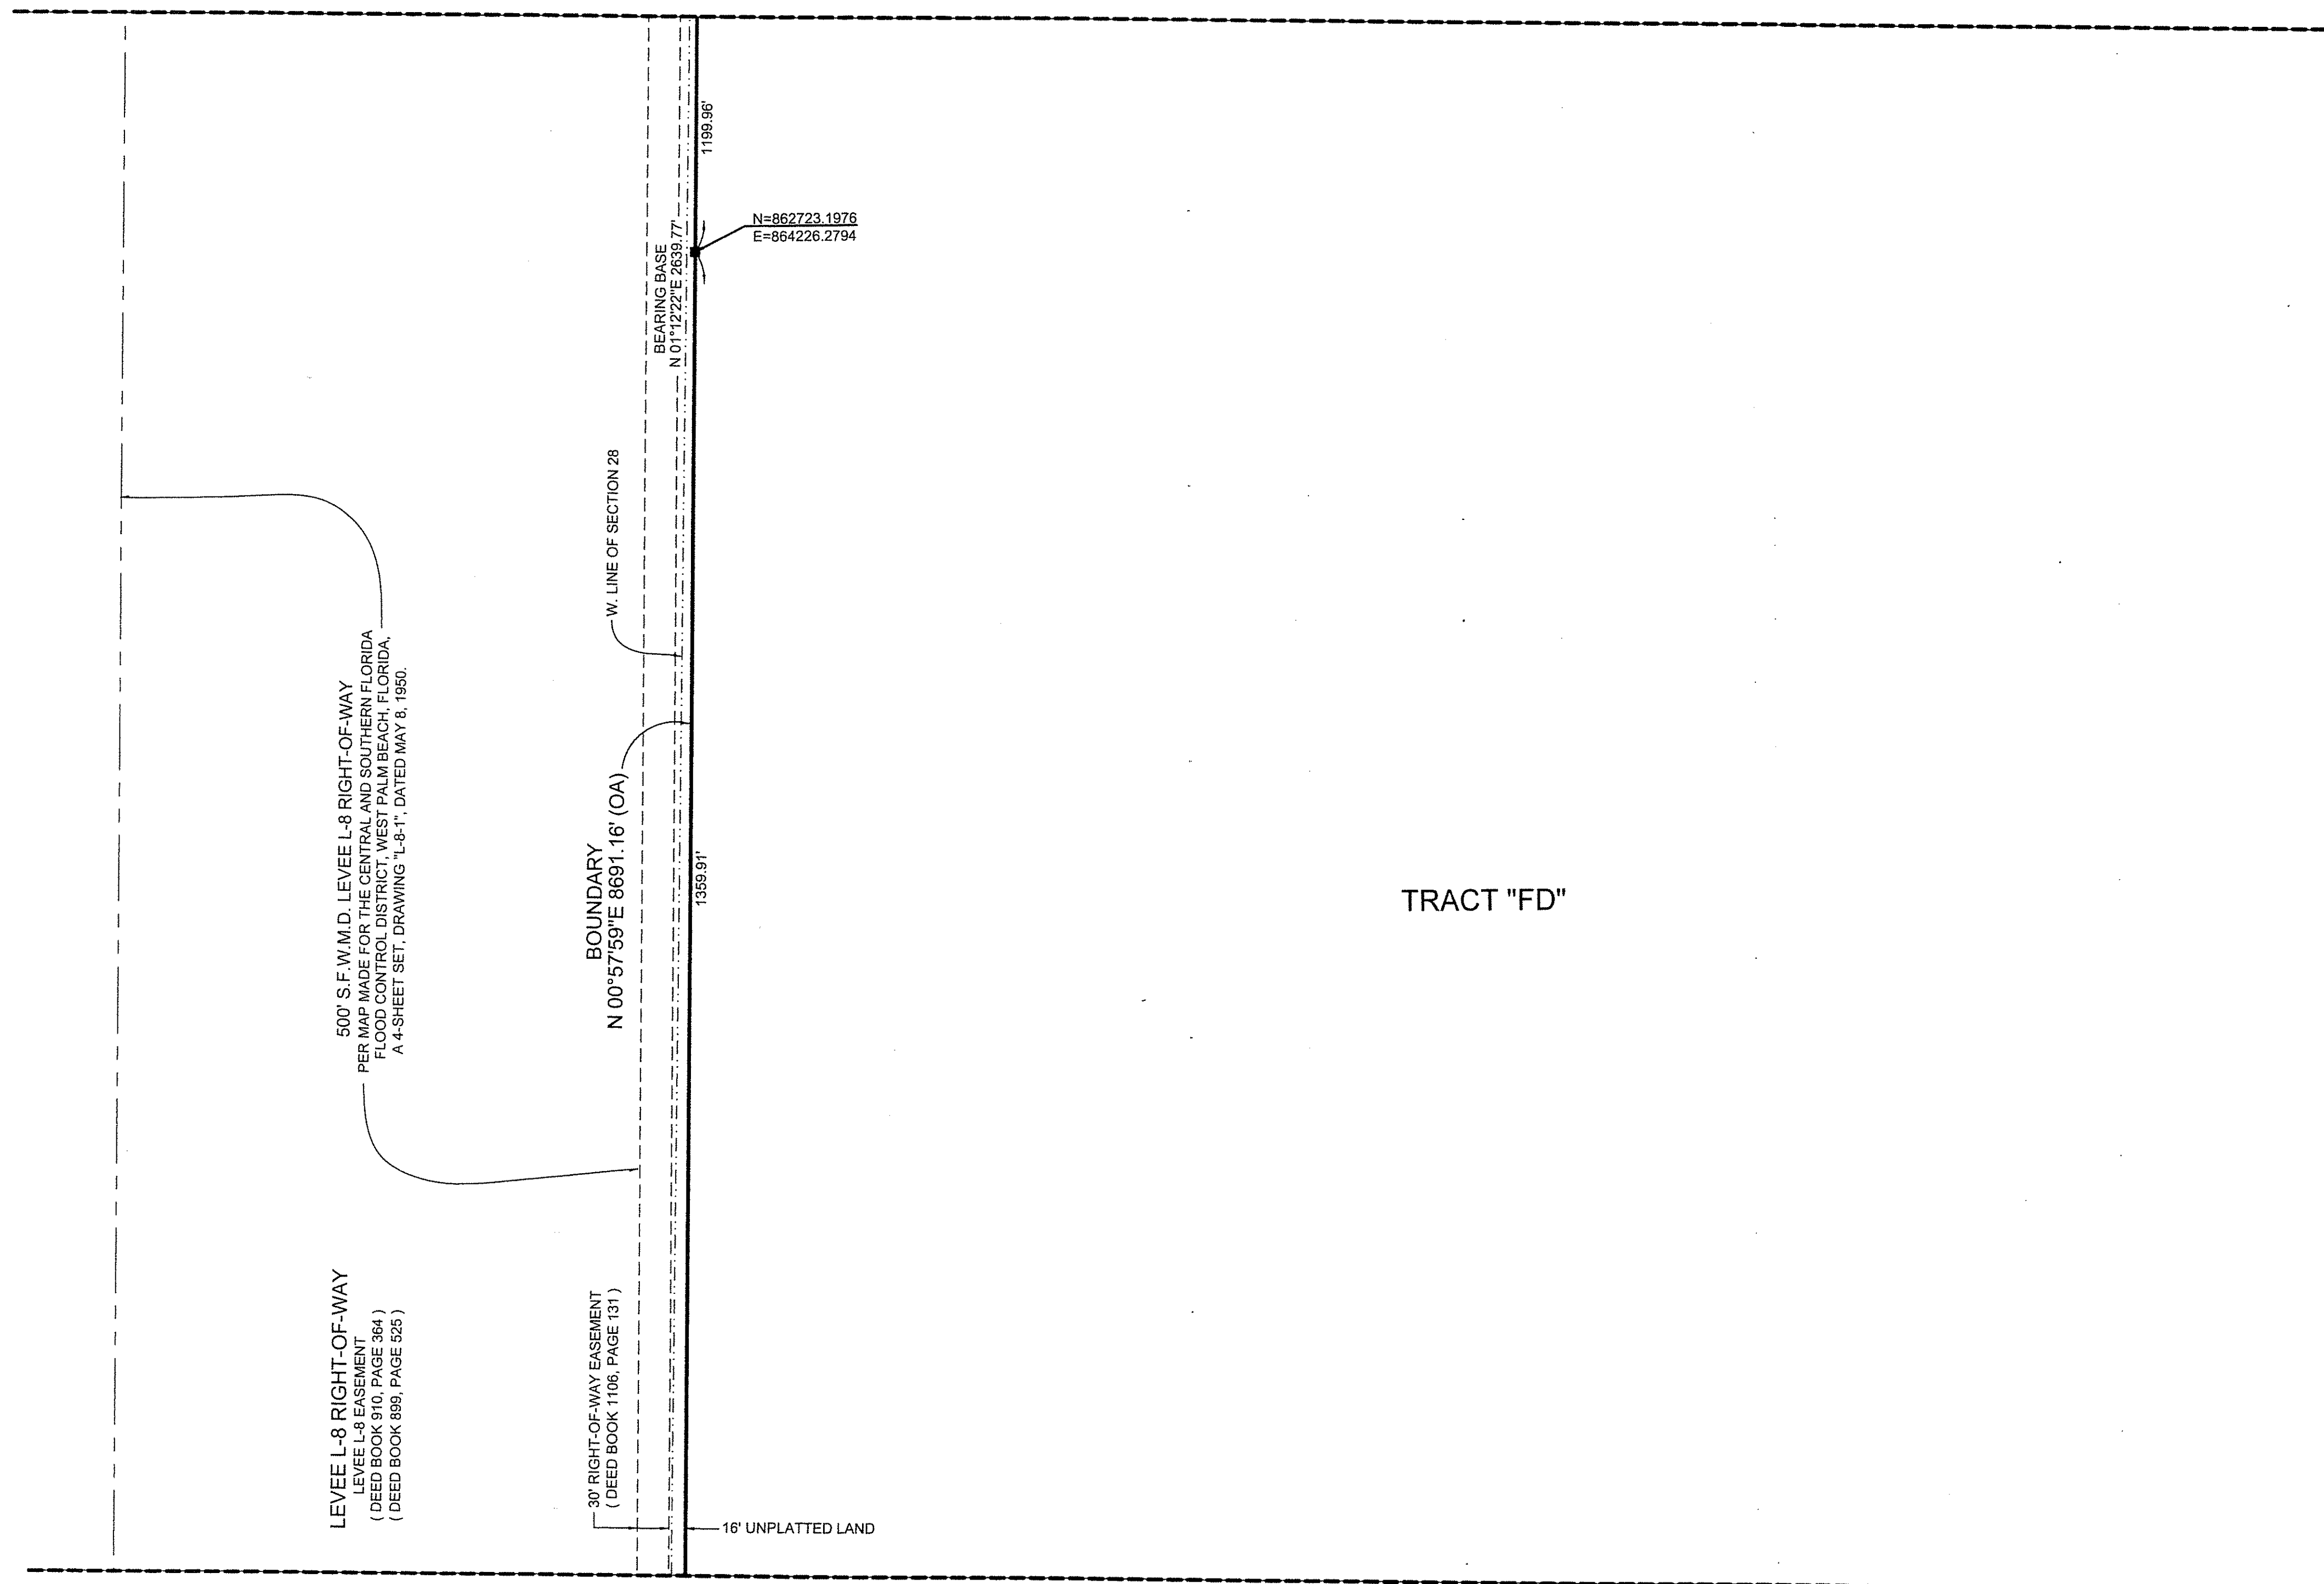 1199.96'
N=862723.1976
E=864226.2794
BEARING BASE
N 01°12'22"E 2639.77'
W. LINE OF SECTION 28
500' S.F.W.M.D. LEVEE L-8 RIGHT-OF-WAY
PER MAP MADE FOR THE CENTRAL AND SOUTHERN FLORIDA
FLOOD CONTROL DISTRICT, WEST PALM BEACH, FLORIDA,
A 4-SHEET SET, DRAWING "L-8-1", DATED MAY 8, 1950.
BOUNDARY
N 00°57'59"E 8691.16' (OA)
1359.91'
TRACT "FD"
LEVEE L-8 RIGHT-OF-WAY
LEVEE L-8 EASEMENT
( DEED BOOK 910, PAGE 364 )
( DEED BOOK 899, PAGE 525 )
30' RIGHT-OF-WAY EASEMENT
( DEED BOOK 1106, PAGE 131 )
16' UNPLATTED LAND